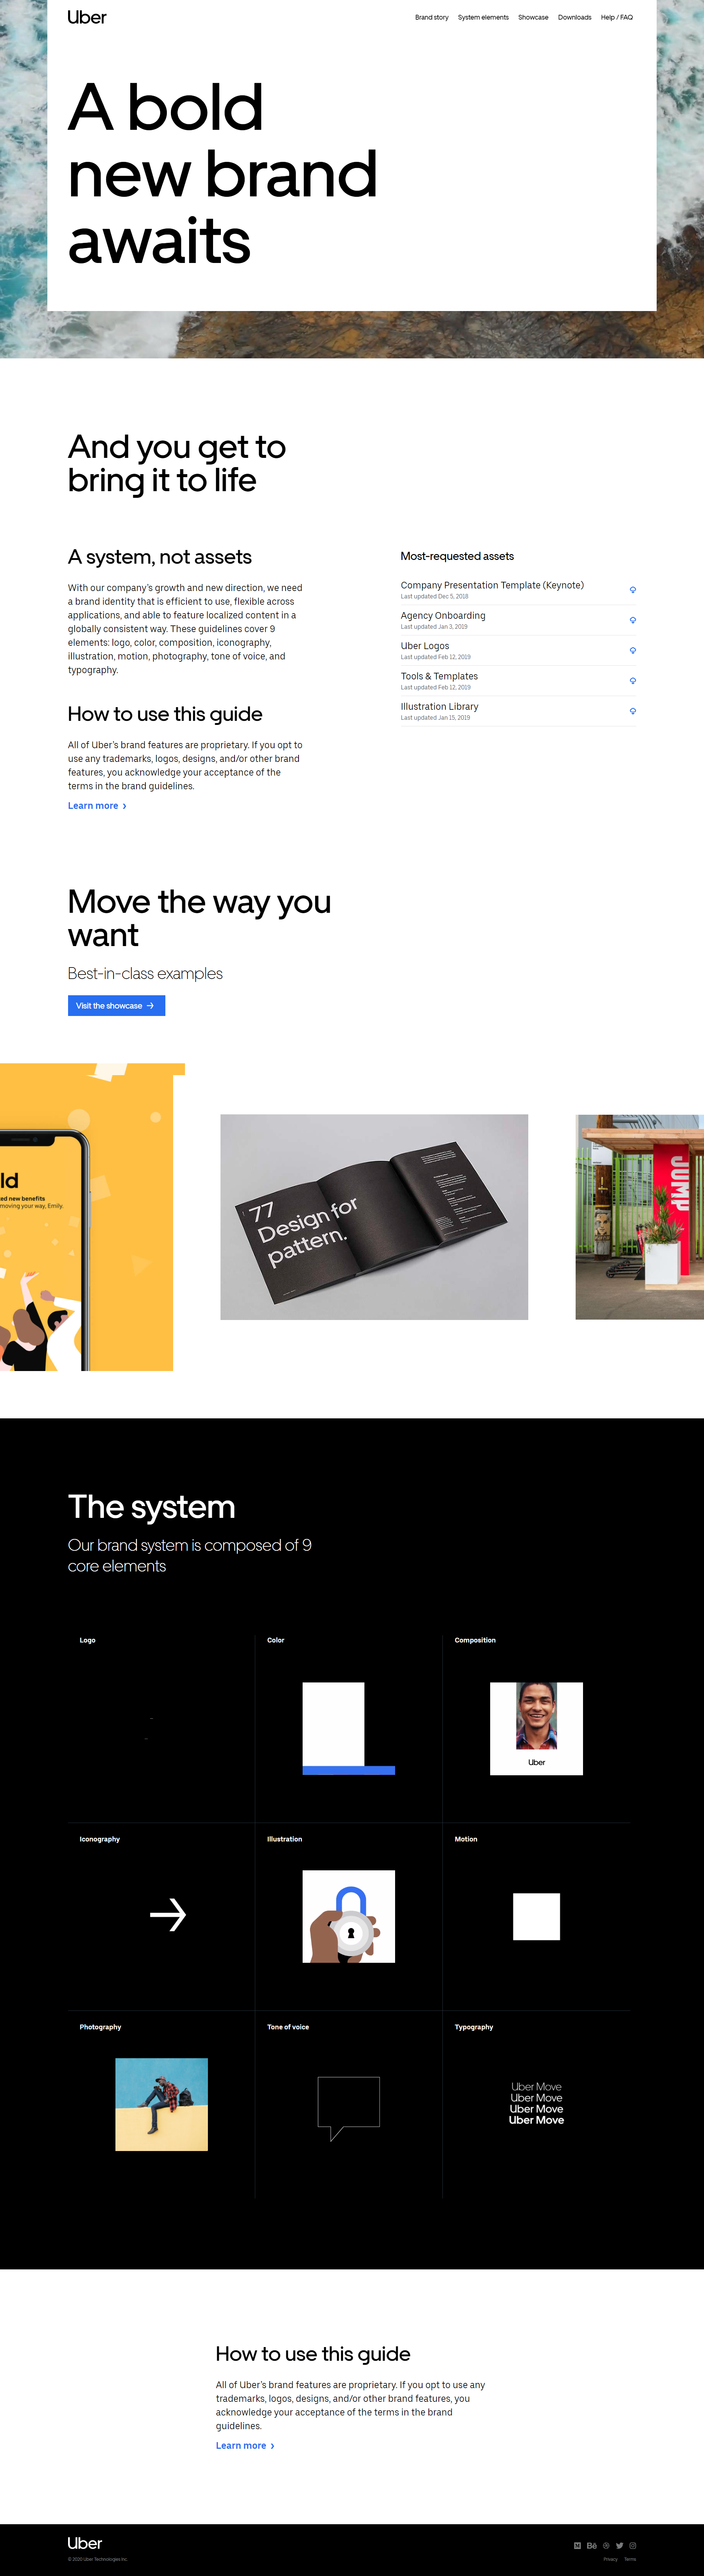 Uber
Brand story
System elements
Showcase
Downloads
Help / FAQ
A bold
new brand
awaits
And you get to
bring it to life
A system, not assets
With our company's growth and new direction, we need
a brand identity that is efficient to use, flexible across
applications, and able to feature localized content in a
globally consistent way. These guidelines cover 9
elements: logo, color, composition, iconography,
illustration, motion, photography, tone of voice, and
typography.
How to use this guide
All of Uber's brand features are proprietary. If you opt to
use any trademarks, logos, designs, and/or other brand
features, you acknowledge your acceptance of the
terms in the brand guidelines.
Learn more
Most-requested assets
Company Presentation Template (Keynote)
Last updated Dec 5, 2018
Agency Onboarding
Last updated Jan 3, 2019
Uber Logos
Last updated Feb 12, 2019
Tools & Templates
Last updated Feb 12, 2019
Illustration Library
Last updated Jan 15, 2019
Move the way you
want
Best-in-class examples
Visit the showcase →
ld
ed new benefits
moving your way, Emily.
77
Design for
pattern.
JUMP
The system
Our brand system is composed of 9
core elements
Logo
Color
Composition
Uber
Iconography
Illustration
Motion
Photography
Tone of voice
Typography
Uber Move
Uber Move
Uber Move
Uber Move
How to use this guide
All of Uber's brand features are proprietary. If you opt to use any
trademarks, logos, designs, and/or other brand features, you
acknowledge your acceptance of the terms in the brand
guidelines.
Learn more
Uber
© 2020 Uber Technologies Inc.
Privacy
Terms